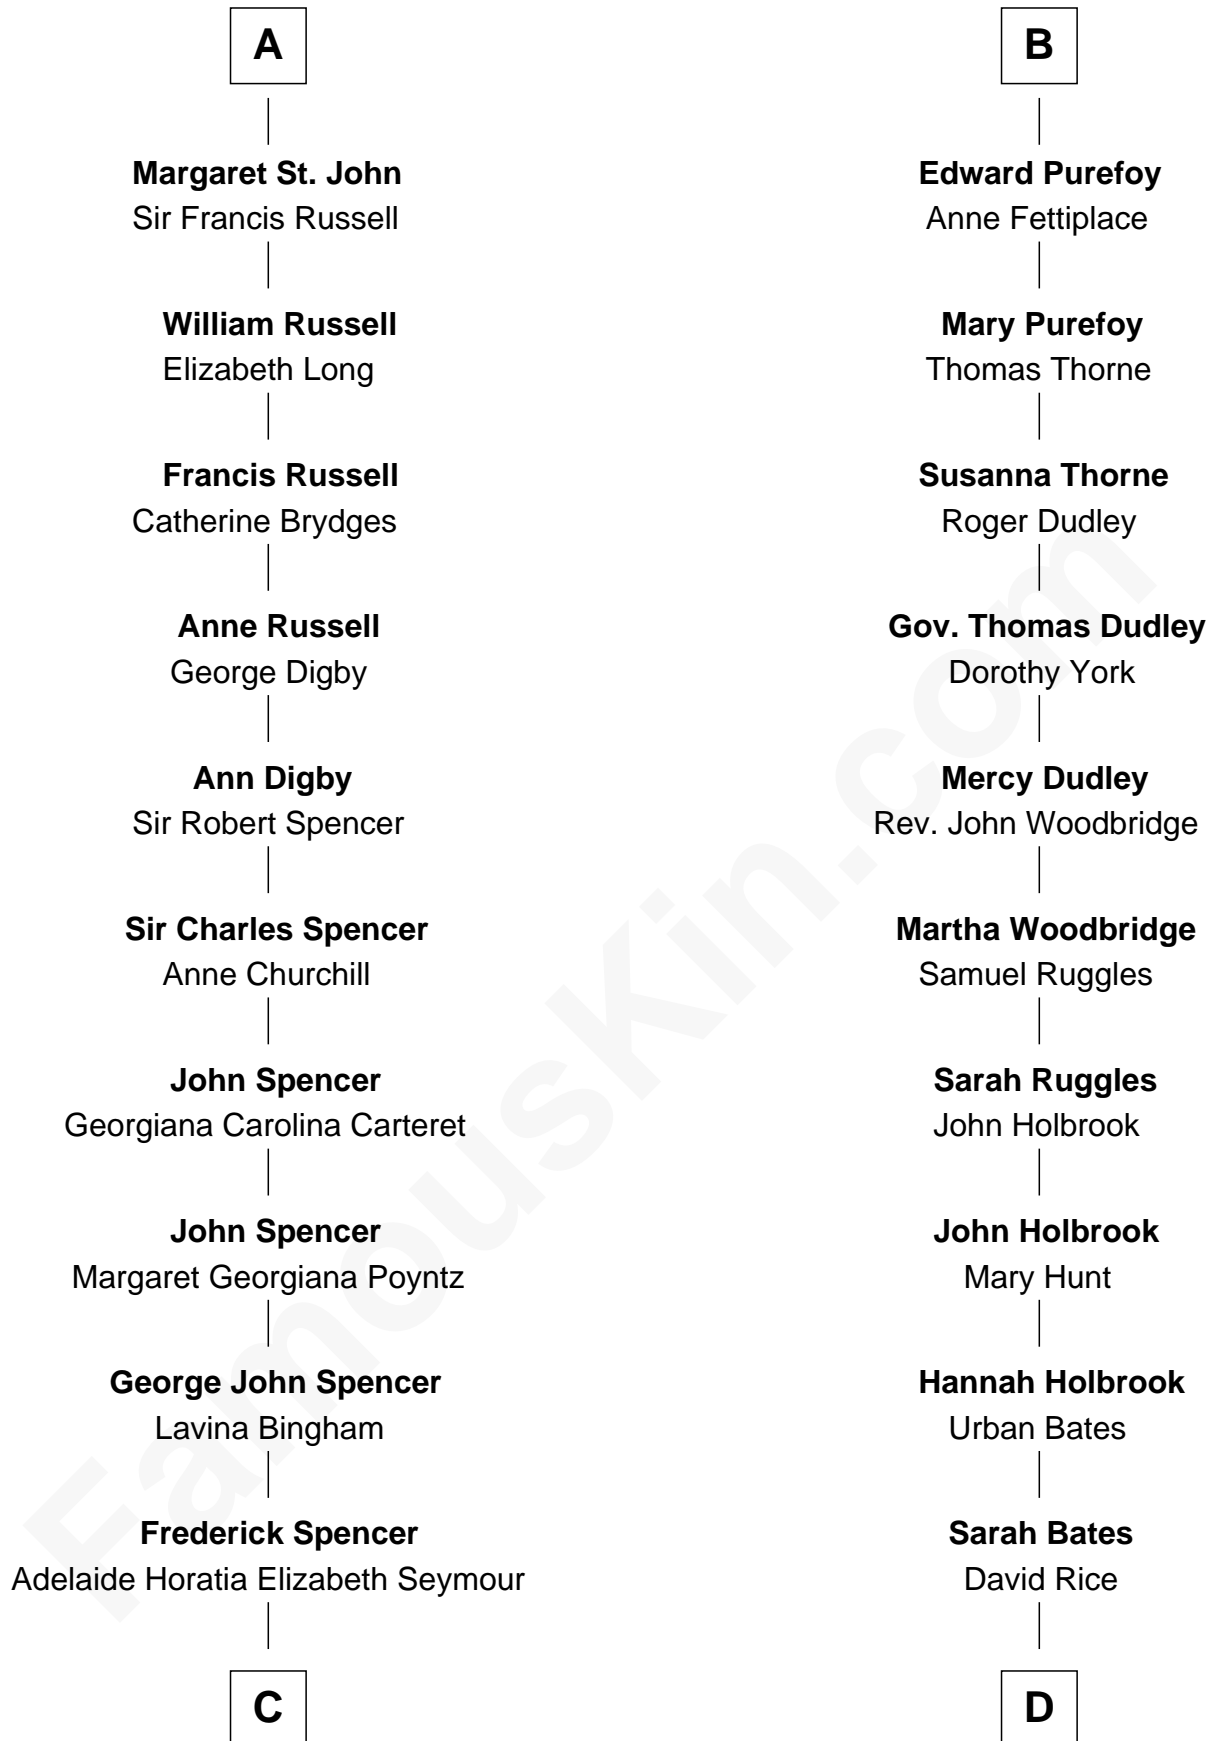 A
Margaret St. John
Sir Francis Russell
William Russell
Elizabeth Long
Francis Russell
Catherine Brydges
Anne Russell
George Digby
Ann Digby
Sir Robert Spencer
Sir Charles Spencer
Anne Churchill
John Spencer
Georgiana Carolina Carteret
John Spencer
Margaret Georgiana Poyntz
George John Spencer
Lavina Bingham
Frederick Spencer
Adelaide Horatia Elizabeth Seymour
C
B
Edward Purefoy
Anne Fettiplace
Mary Purefoy
Thomas Thorne
Susanna Thorne
Roger Dudley
Gov. Thomas Dudley
Dorothy York
Mercy Dudley
Rev. John Woodbridge
Martha Woodbridge
Samuel Ruggles
Sarah Ruggles
John Holbrook
John Holbrook
Mary Hunt
Hannah Holbrook
Urban Bates
Sarah Bates
David Rice
D
FamousKin.com